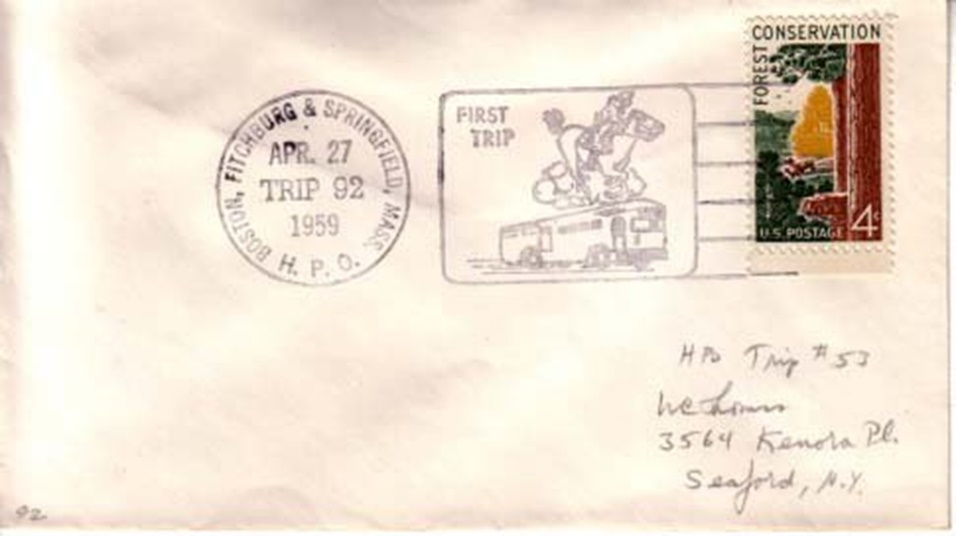 BOSTON, FITCHBURG & SPRINGFIELD, MASS.
APR. 27
TRIP 92
1959
H. P. O.
FIRST
TRIP
FOREST
CONSERVATION
U.S. POSTAGE 4c
HPO Trip #53
3564 Kenora Pl.
Seaford, N.Y.
92